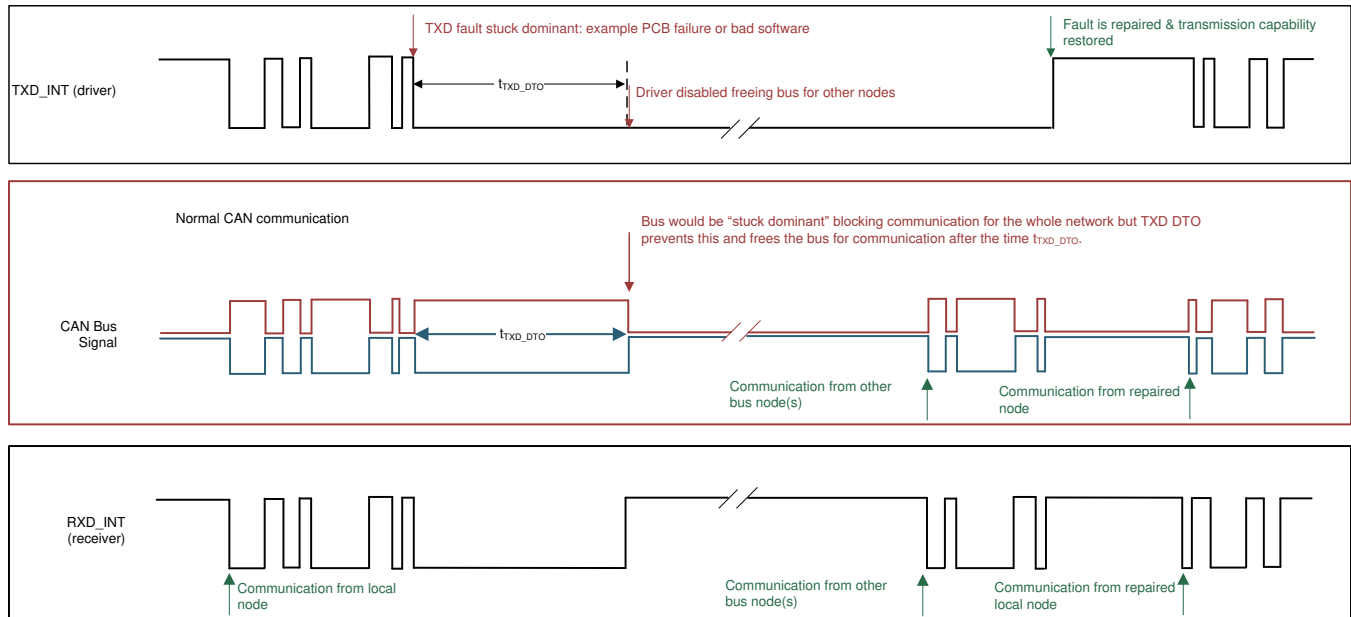 TXD fault stuck dominant: example PCB failure or bad software
Fault is repaired & transmission capability
restored
TXD_INT (driver)
tTXD_DTO
Driver disabled freeing bus for other nodes
Normal CAN communication
Bus would be “stuck dominant” blocking communication for the whole network but TXD DTO
prevents this and frees the bus for communication after the time tTXD_DTO.
CAN Bus
Signal
tTXD_DTO
Communication from other
bus node(s)
Communication from repaired
node
RXD_INT
(receiver)
Communication from local
node
Communication from other
bus node(s)
Communication from repaired
local node